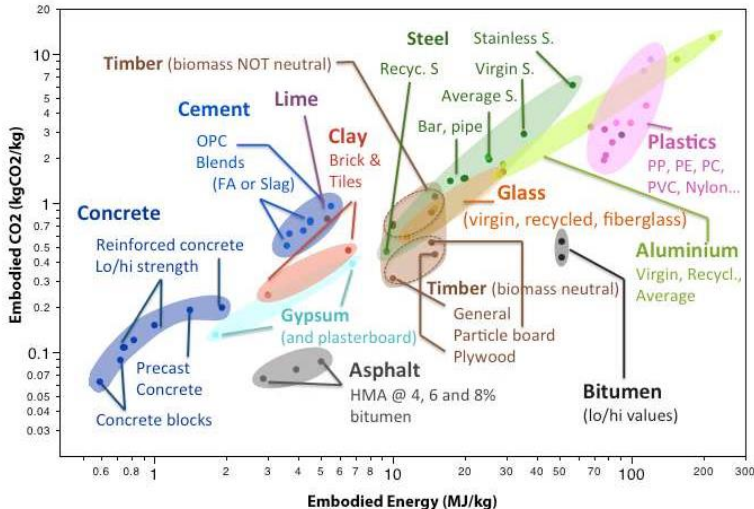 Steel
Stainless S.
Timber (biomass NOT neutral)
Recyc. S
Virgin S.
Average S.
Bar, pipe
Cement
Lime
OPC
Blends
(FA or Slag)
Clay
Brick &
Tiles
Plastics
PP, PE, PC,
PVC, Nylon...
Glass
(virgin, recycled, fiberglass)
Concrete
Reinforced concrete
Lo/hi strength
Aluminium
Virgin, Recycl.,
Average
Timber (biomass neutral)
General
Particle board
Plywood
Gypsum
(and plasterboard)
Precast
Concrete
Concrete blocks
Asphalt
HMA @ 4, 6 and 8%
bitumen
Bitumen
(lo/hi values)
Embodied CO2 (kgCO2/kg)
20
10
7
5
4
3
2
1
0.7
0.5
0.4
0.3
0.2
0.1
0.07
0.05
0.04
0.03
0.6 0.8 1 2 3 4 5 6 7 8 10 20 30 40 50 70 100 200 300
Embodied Energy (MJ/kg)